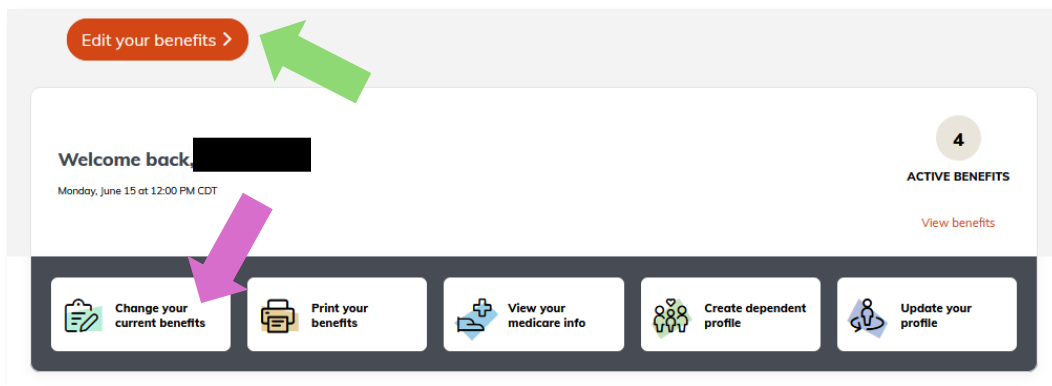 Edit your benefits >
Welcome back,
Monday, June 15 at 12:00 PM CDT
4
ACTIVE BENEFITS
View benefits
Change your
current benefits
Print your
benefits
View your
medicare info
Create dependent
profile
Update your
profile